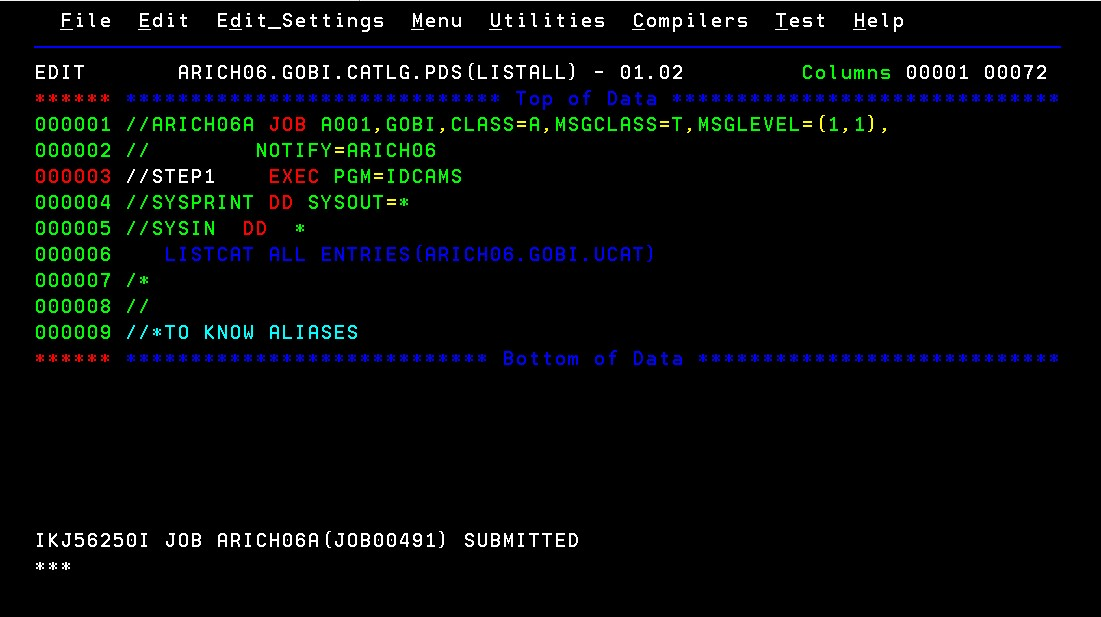 File  Edit  Edit_Settings  Menu  Utilities  Compilers  Test  Help
EDIT       ARICH06.GOBI.CATLG.PDS(LISTALL) - 01.02         Columns 00001 00072
****** ***************************** Top of Data ******************************
000001 //ARICH06A JOB A001,GOBI,CLASS=A,MSGCLASS=T,MSGLEVEL=(1,1),
000002 //        NOTIFY=ARICH06
000003 //STEP1    EXEC PGM=IDCAMS
000004 //SYSPRINT DD SYSOUT=*
000005 //SYSIN  DD  *
000006    LISTCAT ALL ENTRIES(ARICH06.GOBI.UCAT)
000007 /*
000008 //
000009 //*TO KNOW ALIASES
****** **************************** Bottom of Data ****************************
IKJ56250I JOB ARICH06A(JOB00491) SUBMITTED
***